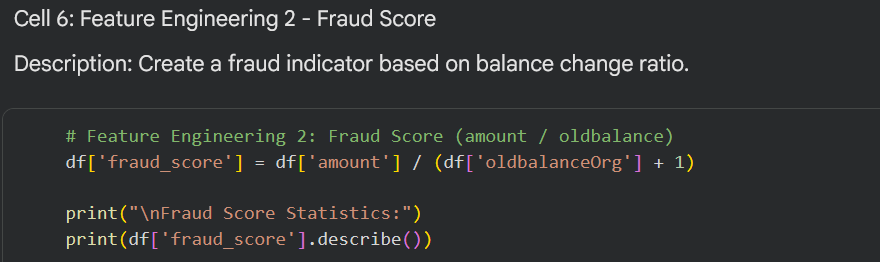 Cell 6: Feature Engineering 2 - Fraud Score
Description: Create a fraud indicator based on balance change ratio.
# Feature Engineering 2: Fraud Score (amount / oldbalance)
df['fraud_score'] = df['amount'] / (df['oldbalanceOrg'] + 1)
print("\nFraud Score Statistics:")
print(df['fraud_score'].describe())